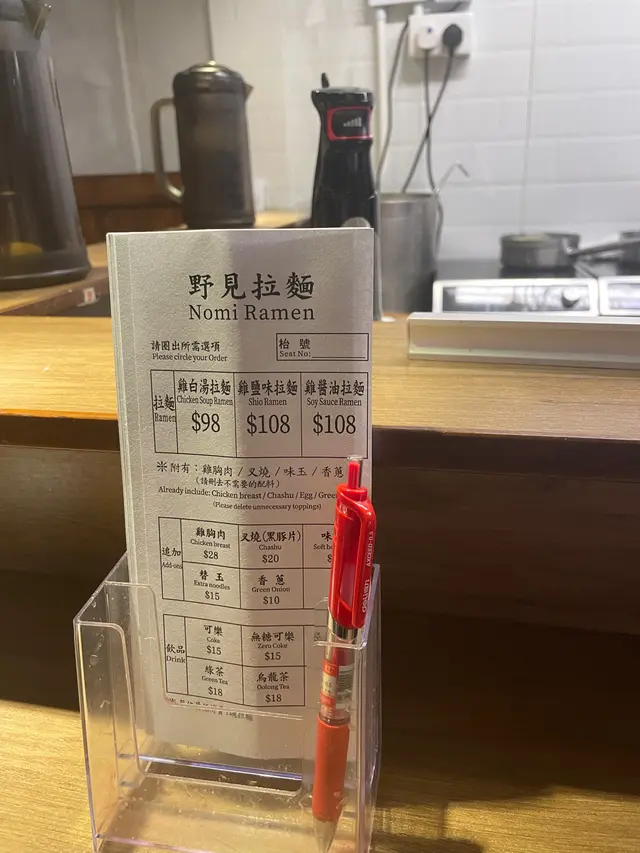 野見拉麵
Nomi Ramen
請圈出所需選項
Please circle your Order
枱 號
Seat No:
拉麵
Ramen
雞白湯拉麵 雞鹽味拉麵 雞醬油拉麵
Chicken Soup Ramen Shio Ramen Soy Sauce Ramen
$98 $108 $108
※附有：雞胸肉 / 叉燒 / 味玉 / 香蔥
（請刪去不需要的配料）
Already include: Chicken breast / Chashu / Egg /
(Please delete unnecessary toppings)
追加
Add-ons
雞胸肉 叉燒(黑豚片) 味
Chicken breast Chashu Soft
$28 $20
替玉 香蔥
Extra noodles Green Onion
$15 $10
飲品
Drink
可樂 無糖可樂
Coke Zero Coke
$15 $15
綠茶 烏龍茶
Green Tea Oolong Tea
$18 $18